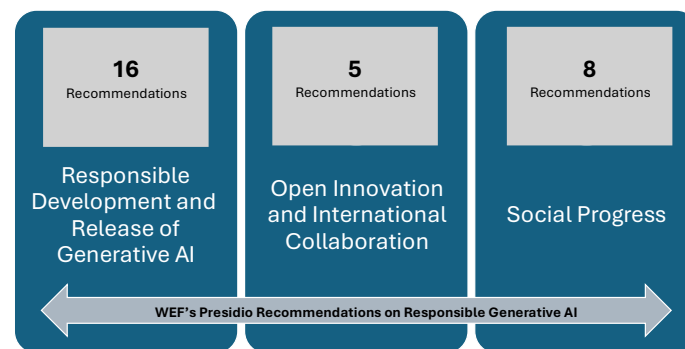 16
Recommendations
Responsible
Development and
Release of
Generative AI
5
Recommendations
Open Innovation
and International
Collaboration
8
Recommendations
Social Progress
WEF's Presidio Recommendations on Responsible Generative AI